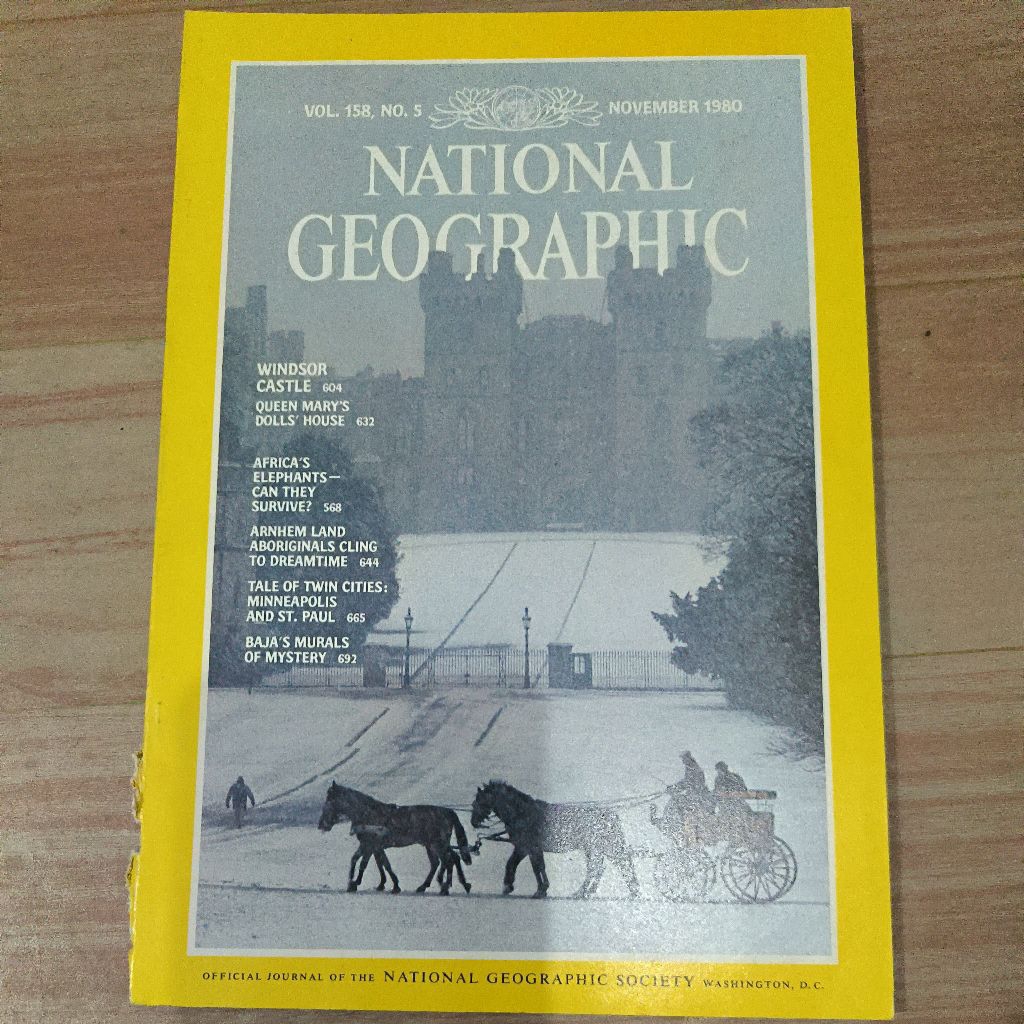 VOL. 158, NO. 5 NOVEMBER 1980
NATIONAL
GEOGRAPHIC
WINDSOR
CASTLE 604
QUEEN MARY'S
DOLLS' HOUSE 632
AFRICA'S
ELEPHANTS—
CAN THEY
SURVIVE? 568
ARNHEM LAND
ABORIGINALS CLING
TO DREAMTIME 644
TALE OF TWIN CITIES:
MINNEAPOLIS
AND ST. PAUL 665
BAJA'S MURALS
OF MYSTERY 692
OFFICIAL JOURNAL OF THE NATIONAL GEOGRAPHIC SOCIETY WASHINGTON, D.C.